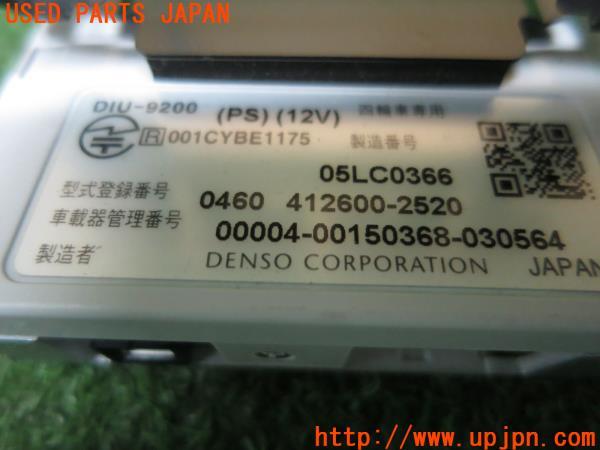 USED PARTS JAPAN
DIU-9200 (PS) (12V) 四輪車専用
R 001CYBE1175 製造番号
05LC0366
型式登録番号 0460 412600-2520
車載器管理番号 00004-00150368-030564
製造者 DENSO CORPORATION JAPAN
http://www.upjpn.com